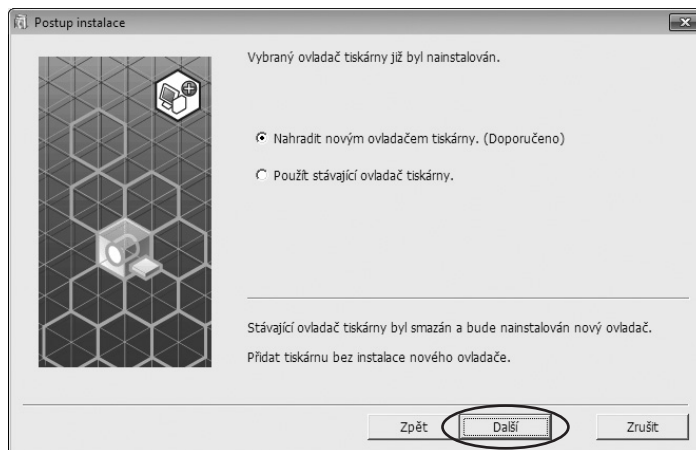 Postup instalace
Vybraný ovladač tiskárny již byl nainstalován.
Nahradit novým ovladačem tiskárny. (Doporučeno)
Použít stávající ovladač tiskárny.
Stávající ovladač tiskárny byl smazán a bude nainstalován nový ovladač.
Přidat tiskárnu bez instalace nového ovladače.
Zpět Další Zrušit